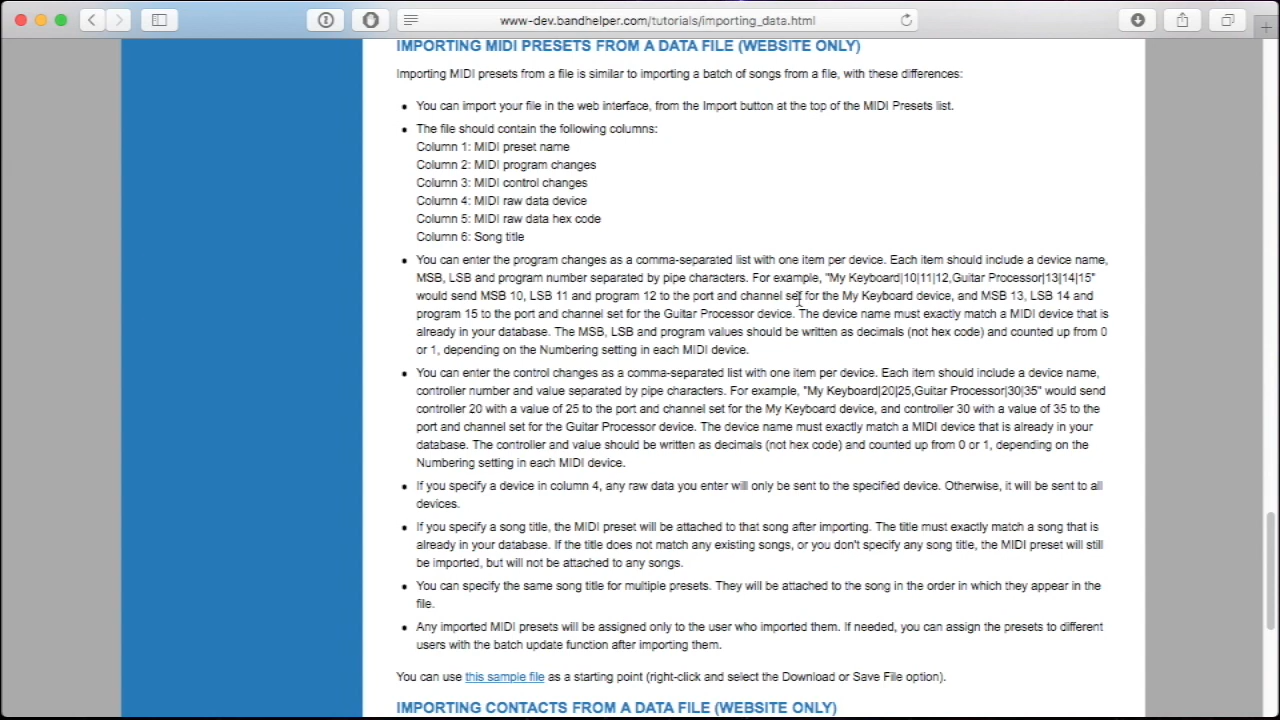 www-dev.bandhelper.com/tutorials/importing_data.html
IMPORTING MIDI PRESETS FROM A DATA FILE (WEBSITE ONLY)
Importing MIDI presets from a file is similar to importing a batch of songs from a file, with these differences:
• You can import your file in the web interface, from the Import button at the top of the MIDI Presets list.
• The file should contain the following columns:
Column 1: MIDI preset name
Column 2: MIDI program changes
Column 3: MIDI control changes
Column 4: MIDI raw data device
Column 5: MIDI raw data hex code
Column 6: Song title
• You can enter the program changes as a comma-separated list with one item per device. Each item should include a device name,
MSB, LSB and program number separated by pipe characters. For example, "My Keyboard|10|11|12,Guitar Processor|13|14|15"
would send MSB 10, LSB 11 and program 12 to the port and channel set for the My Keyboard device, and MSB 13, LSB 14 and
program 15 to the port and channel set for the Guitar Processor device. The device name must exactly match a MIDI device that is
already in your database. The MSB, LSB and program values should be written as decimals (not hex code) and counted up from 0
or 1, depending on the Numbering setting in each MIDI device.
• You can enter the control changes as a comma-separated list with one item per device. Each item should include a device name,
controller number and value separated by pipe characters. For example, "My Keyboard|20|25,Guitar Processor|30|35" would send
controller 20 with a value of 25 to the port and channel set for the My Keyboard device, and controller 30 with a value of 35 to the
port and channel set for the Guitar Processor device. The device name must exactly match a MIDI device that is already in your
database. The controller and value should be written as decimals (not hex code) and counted up from 0 or 1, depending on the
Numbering setting in each MIDI device.
• If you specify a device in column 4, any raw data you enter will only be sent to the specified device. Otherwise, it will be sent to all
devices.
• If you specify a song title, the MIDI preset will be attached to that song after importing. The title must exactly match a song that is
already in your database. If the title does not match any existing songs, or you don't specify any song title, the MIDI preset will still
be imported, but will not be attached to any songs.
• You can specify the same song title for multiple presets. They will be attached to the song in the order in which they appear in the
file.
• Any imported MIDI presets will be assigned only to the user who imported them. If needed, you can assign the presets to different
users with the batch update function after importing them.
You can use this sample file as a starting point (right-click and select the Download or Save File option).
IMPORTING CONTACTS FROM A DATA FILE (WEBSITE ONLY)